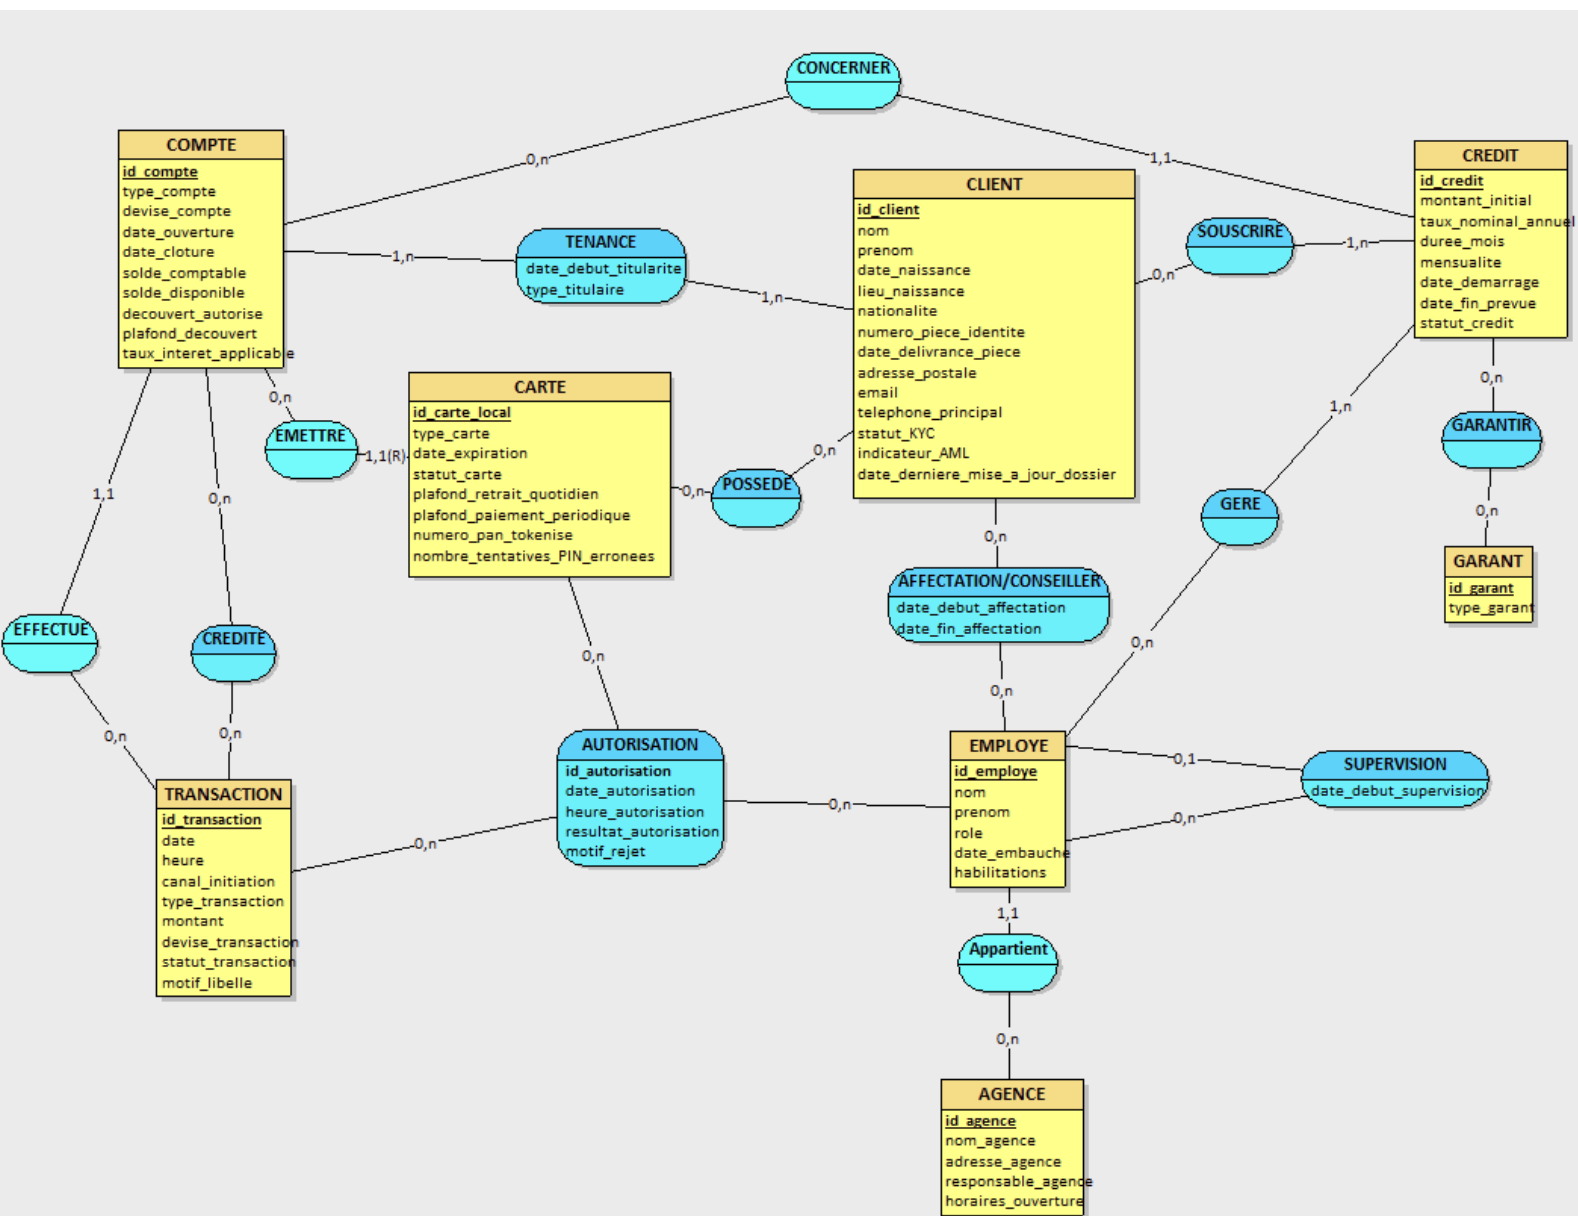 CONCERNER
0,n
1,1
COMPTE
id_compte
type_compte
devise_compte
date_ouverture
date_cloture
solde_comptable
solde_disponible
decouvert_autorise
plafond_decouvert
taux_interet_applicable
1,n
TENANCE
date_debut_titularite
type_titulaire
1,n
CLIENT
id_client
nom
prenom
date_naissance
lieu_naissance
nationalite
numero_piece_identite
date_delivrance_piece
adresse_postale
email
telephone_principal
statut_KYC
indicateur_AML
date_derniere_mise_a_jour_dossier
0,n
SOUSCRIRE
1,n
CREDIT
id_credit
montant_initial
taux_nominal_annuel
duree_mois
mensualite
date_demarrage
date_fin_prevue
statut_credit
0,n
EMETTRE
1,1(R)
CARTE
id_carte_local
type_carte
date_expiration
statut_carte
plafond_retrait_quotidien
plafond_paiement_periodique
numero_pan_tokenise
nombre_tentatives_PIN_erronees
0,n
POSSEDE
0,n
0,n
GARANTIR
0,n
GARANT
id_garant
type_garant
1,n
GERE
0,n
1,1
EFFECTUE
0,n
0,n
CREDITE
0,n
0,n
AFFECTATION/CONSEILLER
date_debut_affectation
date_fin_affectation
0,n
0,n
AUTORISATION
id_autorisation
date_autorisation
heure_autorisation
resultat_autorisation
motif_rejet
0,n
0,n
EMPLOYE
id_employe
nom
prenom
role
date_embauche
habilitations
0,1
SUPERVISION
date_debut_supervision
0,n
TRANSACTION
id_transaction
date
heure
canal_initiation
type_transaction
montant
devise_transaction
statut_transaction
motif_libelle
1,1
Appartient
0,n
AGENCE
id_agence
nom_agence
adresse_agence
responsable_agence
horaires_ouverture